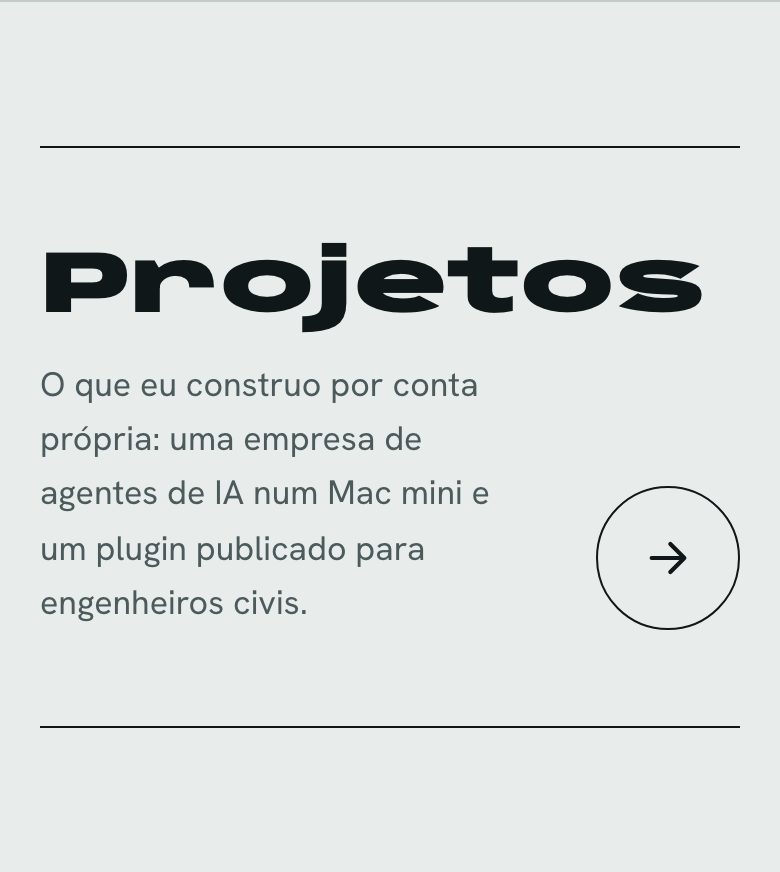 Projetos
O que eu construo por conta
própria: uma empresa de
agentes de IA num Mac mini e
um plugin publicado para
engenheiros civis.